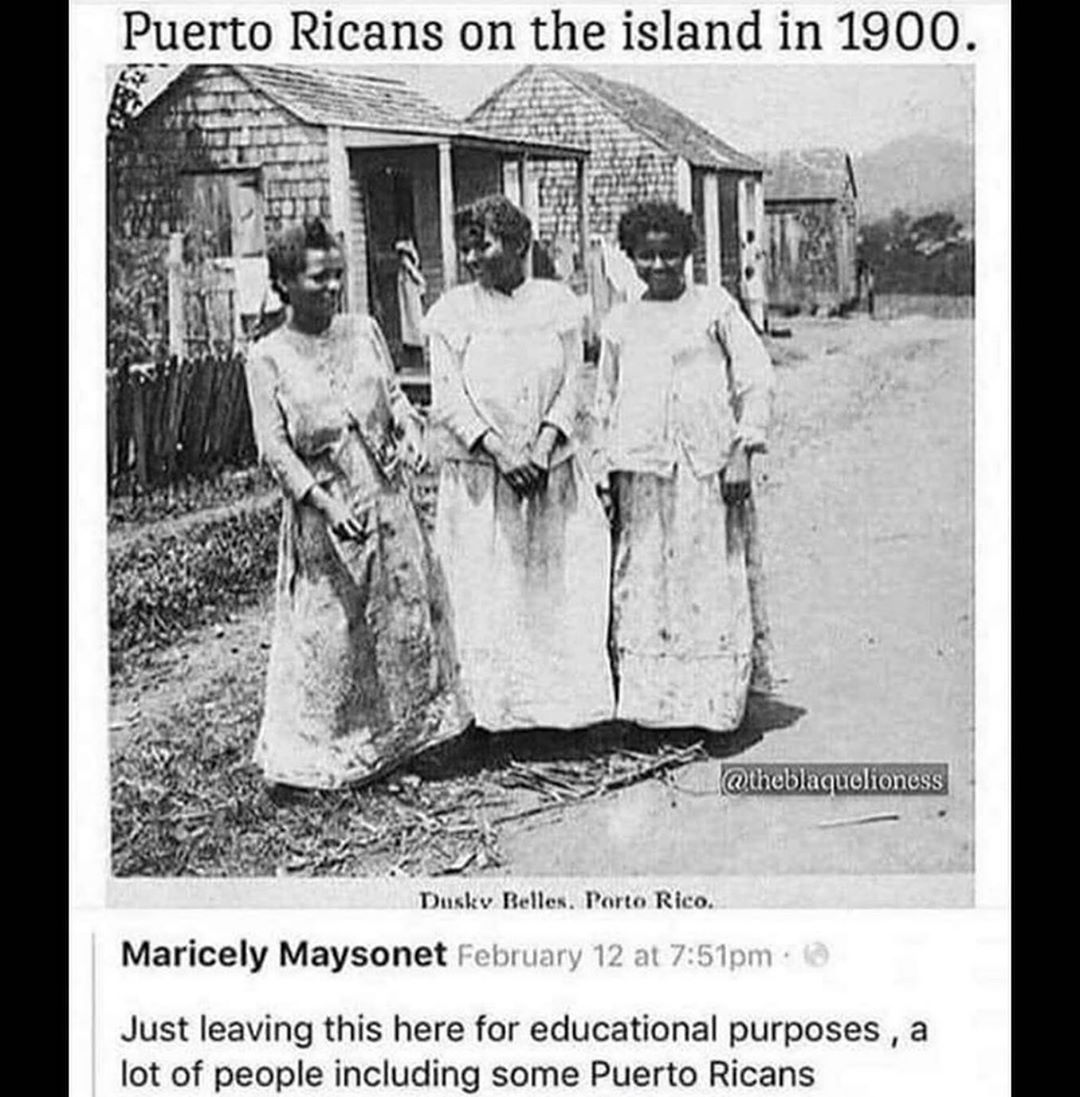 Puerto Ricans on the island in 1900.
@theblaquelioness
Dusky Belles. Porto Rico.
Maricely Maysonet February 12 at 7:51pm ·
Just leaving this here for educational purposes , a
lot of people including some Puerto Ricans